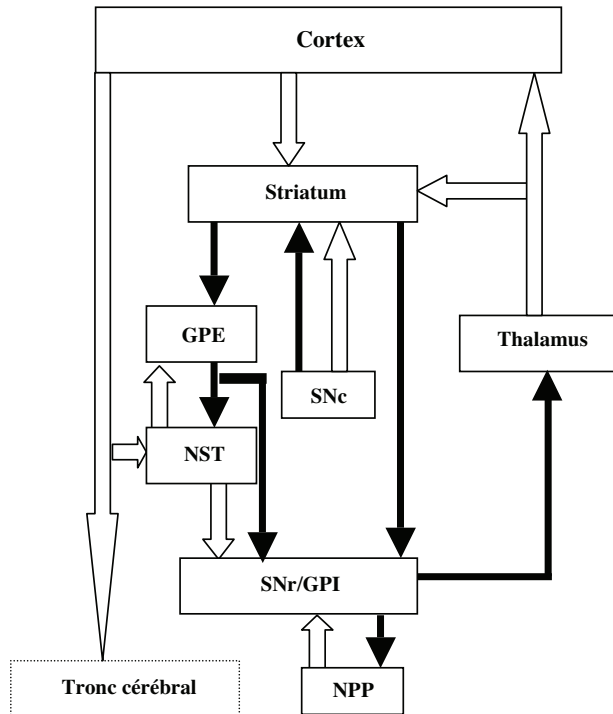 Cortex
Striatum
GPE
Thalamus
SNc
NST
SNr/GPI
Tronc cérébral
NPP